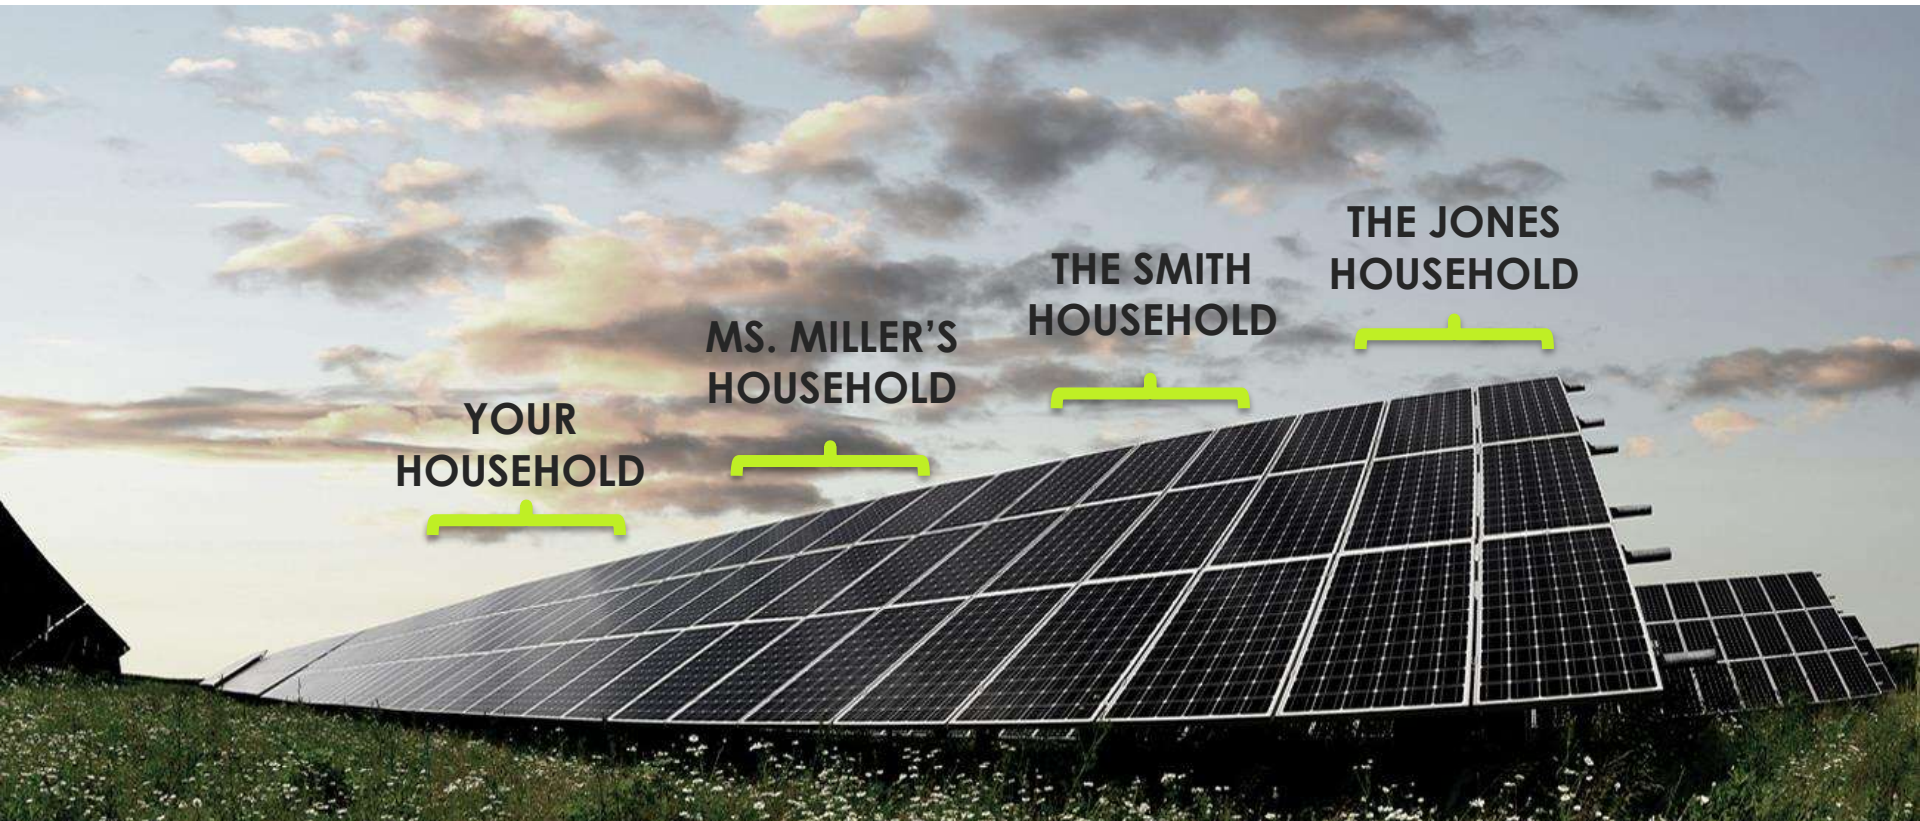 YOUR
HOUSEHOLD
MS. MILLER’S
HOUSEHOLD
THE SMITH
HOUSEHOLD
THE JONES
HOUSEHOLD